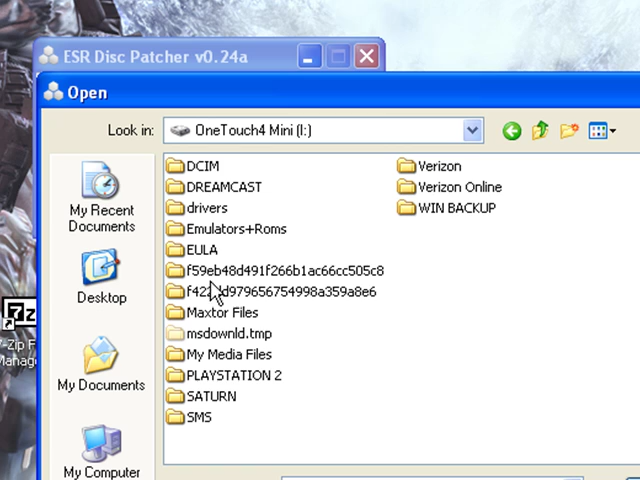 ESR Disc Patcher v0.24a
Open
Look in:
OneTouch4 Mini (I:)
My Recent
Documents
Desktop
My Documents
My Computer
DCIM
DREAMCAST
drivers
Emulators+Roms
EULA
f59eb48d491f266b1ac66cc505c8
Maxtor Files
msdownld.tmp
My Media Files
PLAYSTATION 2
SATURN
SMS
Verizon
Verizon Online
WIN BACKUP
7z